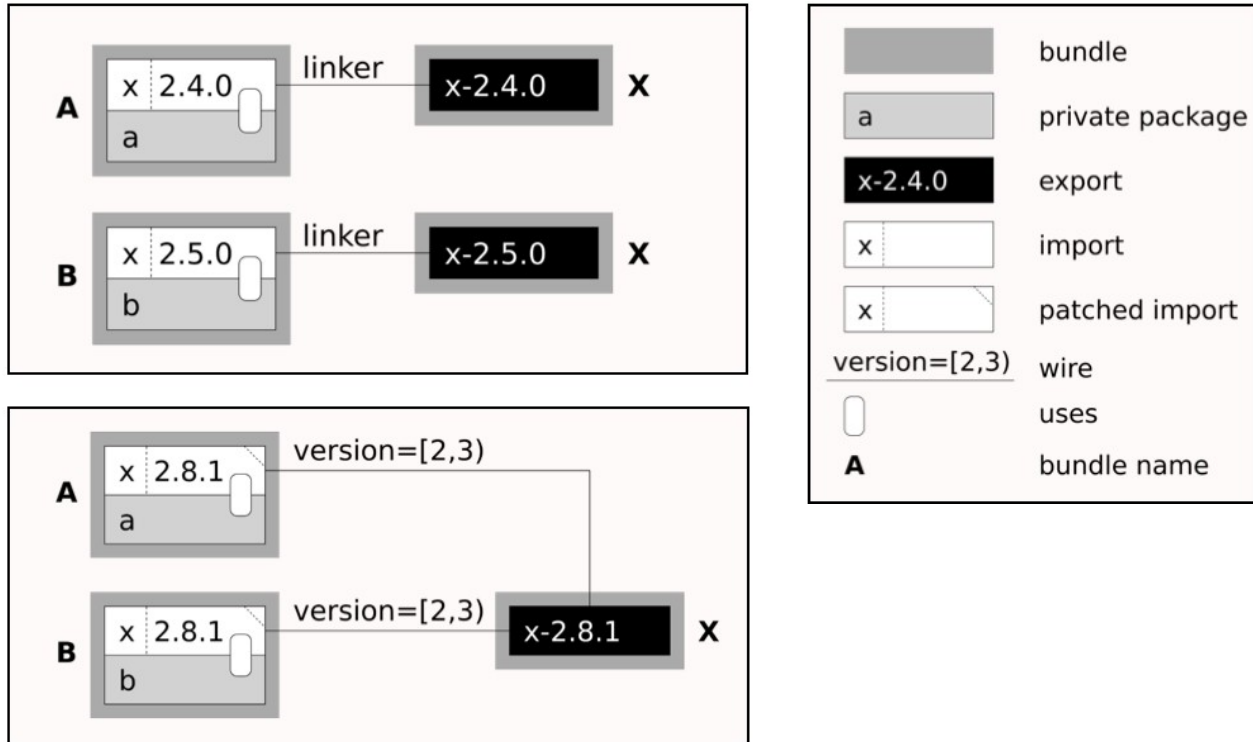 linker
A
x 2.4.0
x-2.4.0
X
a
linker
B
x 2.5.0
x-2.5.0
X
b
version=[2,3)
A
x 2.8.1
a
version=[2,3)
B
x 2.8.1
x-2.8.1
X
b
bundle
a private package
x-2.4.0 export
x import
x patched import
version=[2,3) wire
uses
A bundle name